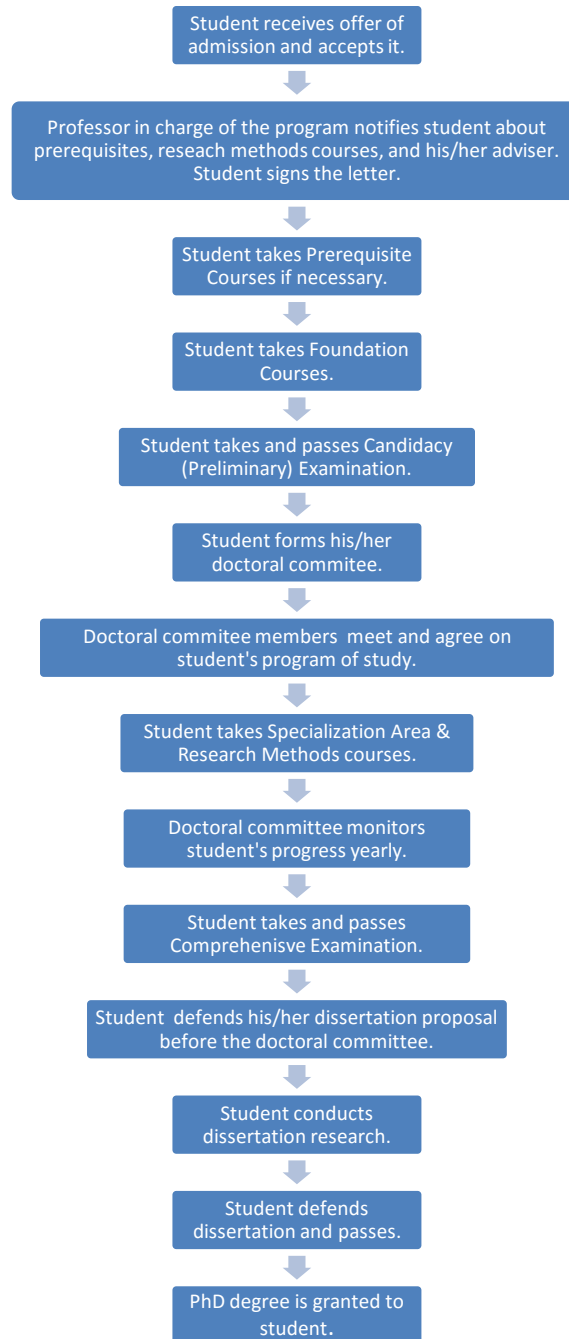 Student receives offer of
admission and accepts it.
Professor in charge of the program notifies student about
prerequisites, reseach methods courses, and his/her adviser.
Student signs the letter.
Student takes Prerequisite
Courses if necessary.
Student takes Foundation
Courses.
Student takes and passes Candidacy
(Preliminary) Examination.
Student forms his/her
doctoral commitee.
Doctoral commitee members meet and agree on
student's program of study.
Student takes Specialization Area &
Research Methods courses.
Doctoral committee monitors
student's progress yearly.
Student takes and passes
Comprehenisve Examination.
Student defends his/her dissertation proposal
before the doctoral committee.
Student conducts
dissertation research.
Student defends
dissertation and passes.
PhD degree is granted to
student.